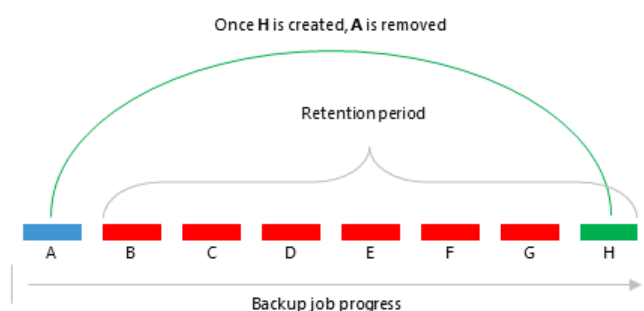 Once H is created, A is removed
Retention period
A B C D E F G H
Backup job progress